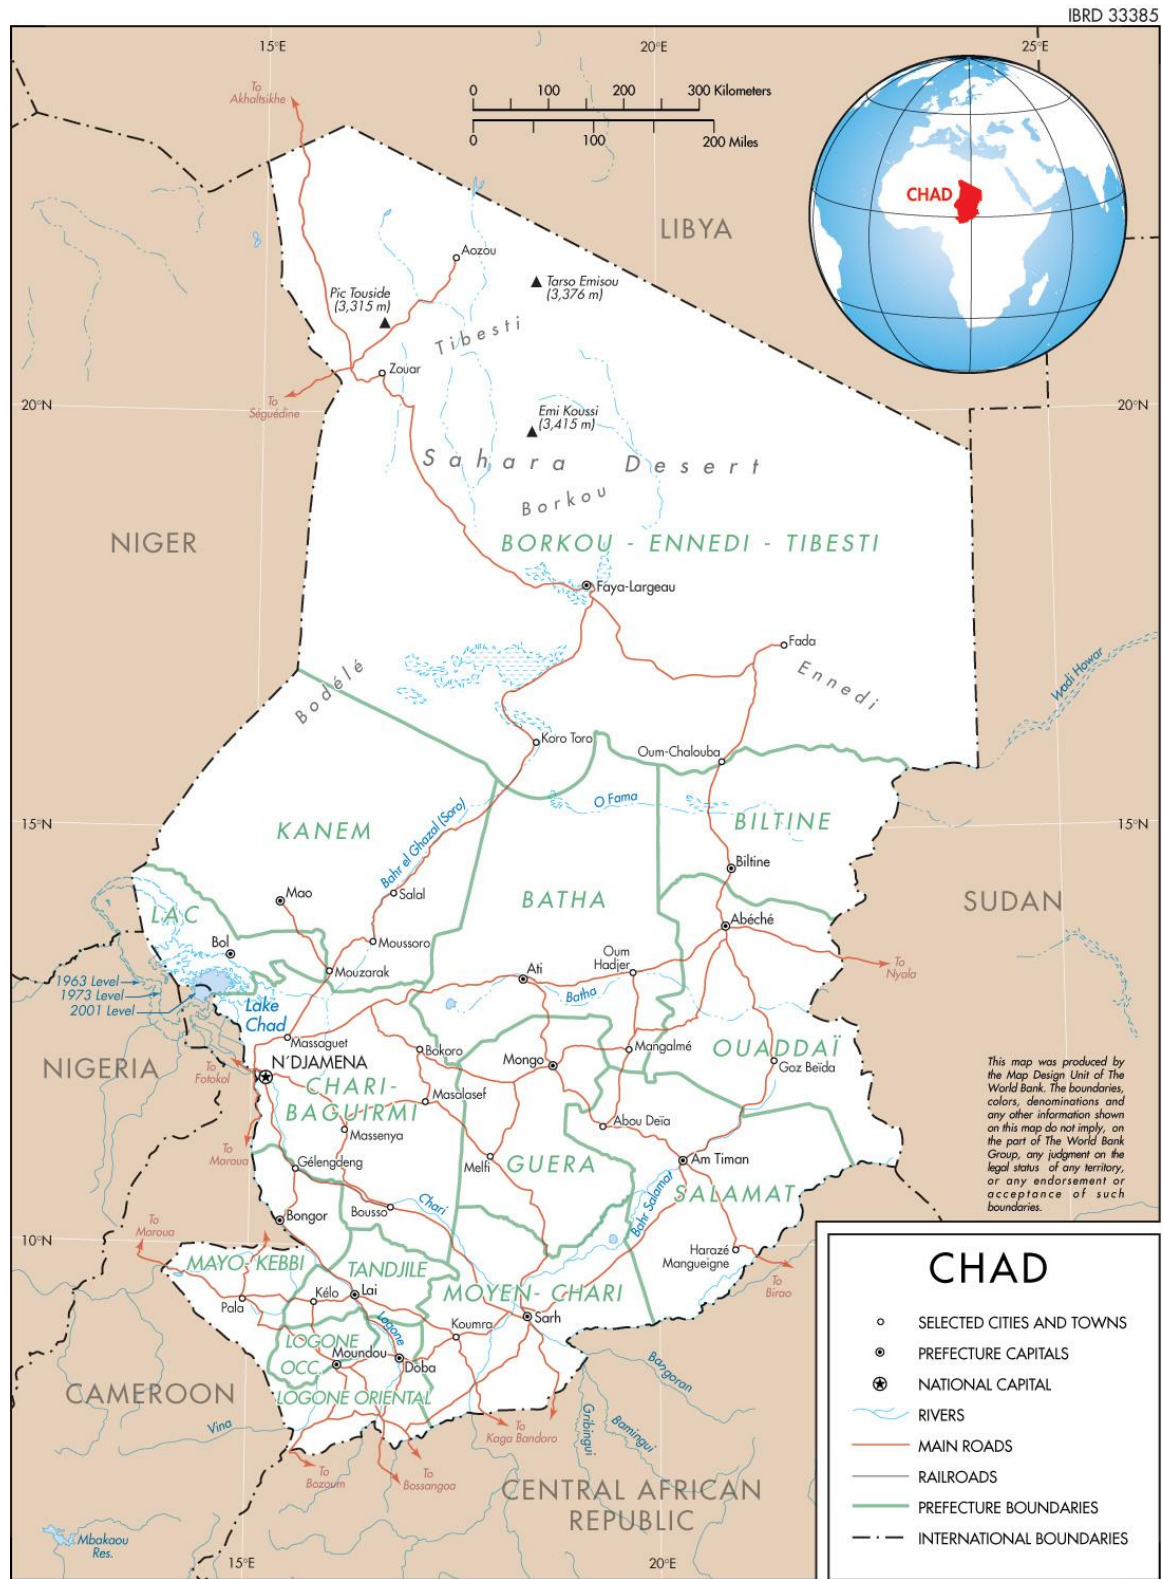 IBRD 33385
15°E
20°E
25°E
To
Akhaltsikhe
0 100 200 300 Kilometers
0 100 200 Miles
CHAD
LIBYA
Aozou
Tarso Emisou
(3,376 m)
Pic Touside
(3,315 m)
Tibesti
Zouar
To
Séguédine
20°N
20°N
Emi Koussi
(3,415 m)
Sahara Desert
Borkou
NIGER
BORKOU - ENNEDI - TIBESTI
Faya-Largeau
Fada
Ennedi
Wadi Howar
Bodélé
Koro Toro
Oum-Chalouba
O Fama
15°N
15°N
KANEM
Bahr el Ghazal (Soro)
BILTINE
Biltine
Mao
Salal
BATHA
SUDAN
LAC
Abéché
Bol
Moussoro
Mouzarak
Oum
Hadjer
Ati
Batha
To
Nyala
1963 Level
1973 Level
2001 Level
Lake
Chad
Massaguet
NIGERIA
To
Fotokol
N'DJAMENA
Bokoro
Mongo
Mangalmé
OUADDAÏ
Goz Beïda
CHARI-
BAGUIRMI
Masalasef
Massenya
Abou Deïa
To
Maroua
Gélengdeng
Melfi
GUERA
Am Timan
SALAMAT
Bahr Salamat
Bousso
Chari
Bongor
To
Maroua
10°N
Harazé
Mangueigne
To
Birao
MAYO-KEBBI
TANDJILE
MOYEN-CHARI
Pala
Kélo
Lai
Logone
Koumra
Sarh
LOGONE
OCC.
Moundou
Doba
LOGONE ORIENTAL
CAMEROON
Vina
Bangoran
Bamingui
Gribingui
To
Kaga Bandoro
To
Bozoum
To
Bossangoa
CENTRAL AFRICAN
REPUBLIC
Mbakaou
Res.
15°E
20°E
This map was produced by
the Map Design Unit of The
World Bank. The boundaries,
colors, denominations and
any other information shown
on this map do not imply, on
the part of The World Bank
Group, any judgment on the
legal status of any territory,
or any endorsement or
acceptance of such
boundaries.
CHAD
SELECTED CITIES AND TOWNS
PREFECTURE CAPITALS
NATIONAL CAPITAL
RIVERS
MAIN ROADS
RAILROADS
PREFECTURE BOUNDARIES
INTERNATIONAL BOUNDARIES